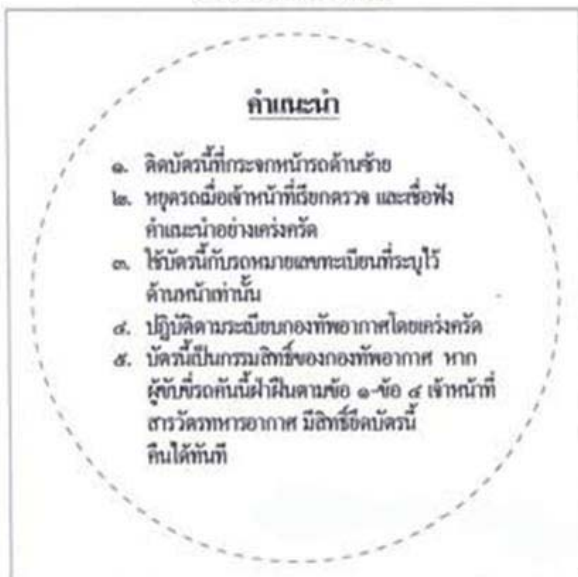 คำแนะนำ
๑. ติดบัตรนี้ที่กระจกหน้ารถด้านซ้าย
๒. หยุดรถเมื่อเจ้าหน้าที่เรียกตรวจ และเชื่อฟัง
คำแนะนำอย่างเคร่งครัด
๓. ใช้บัตรนี้กับรถหมายเลขทะเบียนที่ระบุไว้
ด้านหน้าเท่านั้น
๔. ปฏิบัติตามระเบียบกองทัพอากาศโดยเคร่งครัด
๕. บัตรนี้เป็นกรรมสิทธิ์ของกองทัพอากาศ หาก
ผู้ขับขี่รถคันนี้ฝ่าฝืนตามข้อ ๑-ข้อ ๔ เจ้าหน้าที่
สารวัตรทหารอากาศ มีสิทธิ์ยึดบัตรนี้
คืนได้ทันที